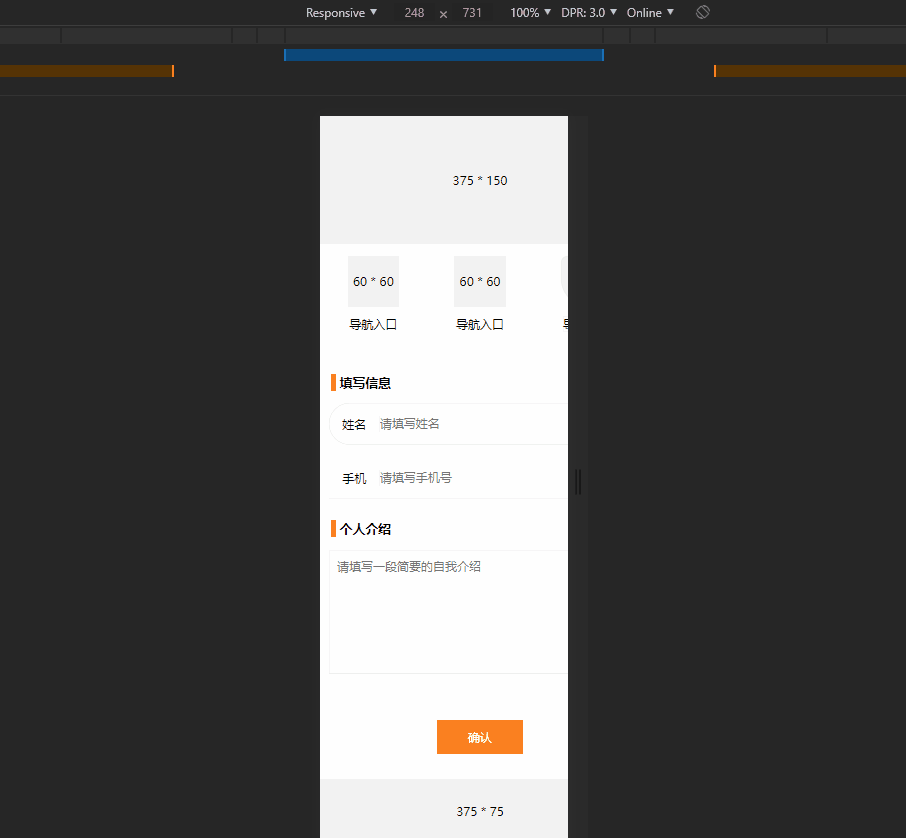 Responsive ▼ 248 × 731 100% ▼ DPR: 3.0 ▼ Online ▼
375 * 150
60 * 60 60 * 60
导航入口 导航入口
填写信息
姓名 请填写姓名
手机 请填写手机号
个人介绍
请填写一段简要的自我介绍
确认
375 * 75